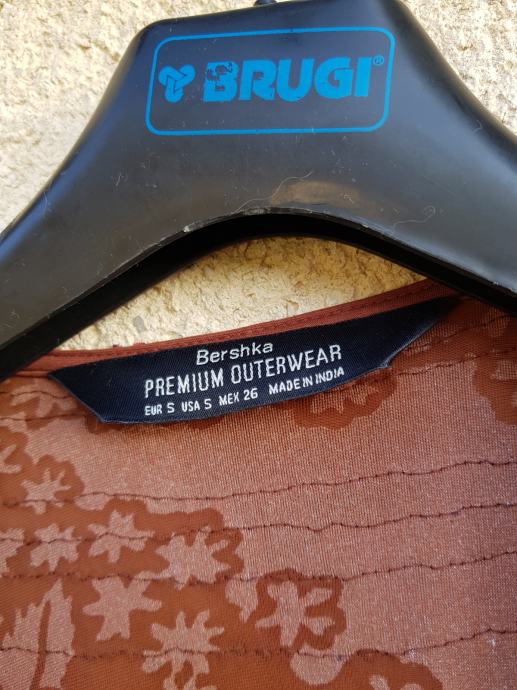 BRUGI®
Bershka
PREMIUM OUTERWEAR
EUR S USA S MEX 26 MADE IN INDIA